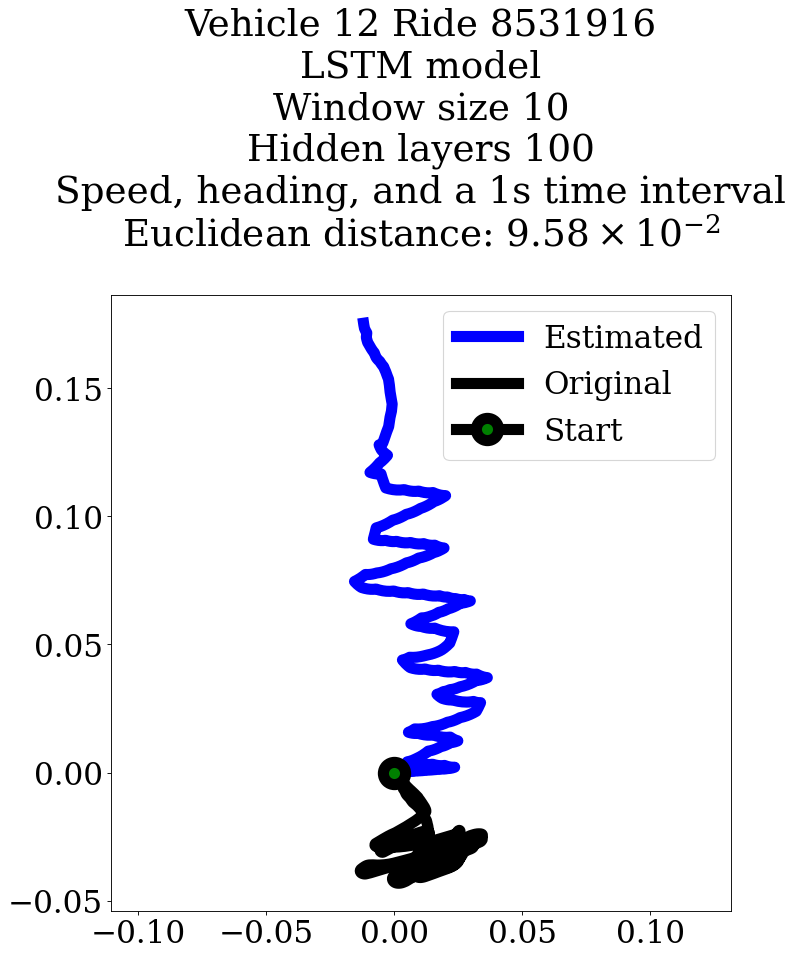 Vehicle 12 Ride 8531916
LSTM model
Window size 10
Hidden layers 100
Speed, heading, and a 1s time interval
Euclidean distance: 9.58 × 10⁻²
Estimated
Original
Start
0.15
0.10
0.05
0.00
−0.05
−0.10
−0.05
0.00
0.05
0.10